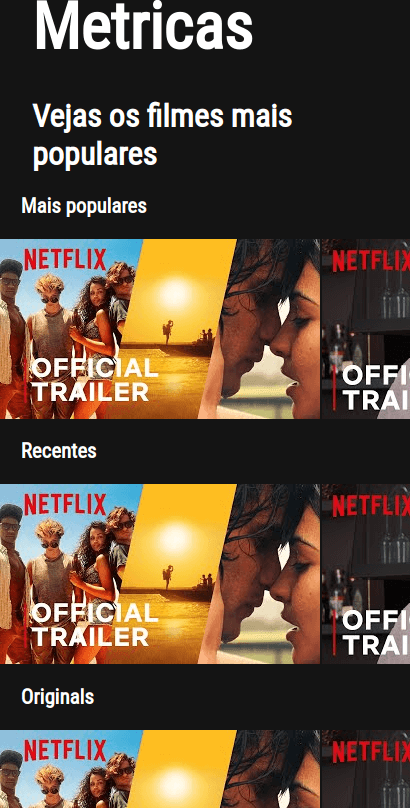 Metricas
Vejas os filmes mais
populares
Mais populares
NETFLIX
OFFICIAL
TRAILER
NETFLIX
OFFI
TRAI
Recentes
NETFLIX
OFFICIAL
TRAILER
NETFLIX
OFFI
TRAI
Originals
NETFLIX
NETFLIX